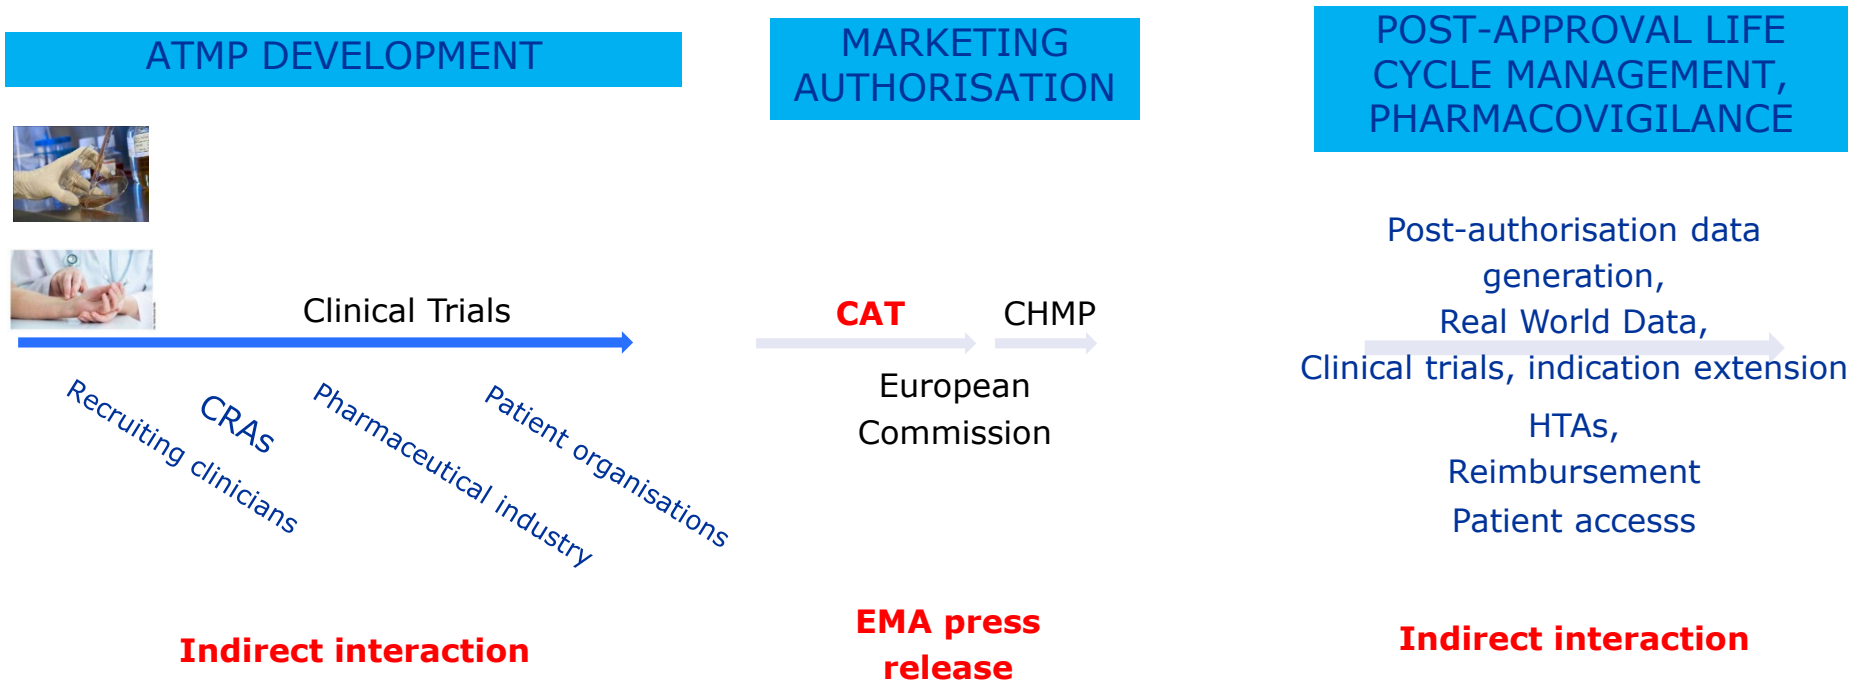 ATMP DEVELOPMENT
MARKETING
AUTHORISATION
POST-APPROVAL LIFE
CYCLE MANAGEMENT,
PHARMACOVIGILANCE
Clinical Trials
Recruiting clinicians
CRAs
Pharmaceutical industry
Patient organisations
CAT
CHMP
European
Commission
Post-authorisation data
generation,
Real World Data,
Clinical trials, indication extension
HTAs,
Reimbursement
Patient accesss
Indirect interaction
EMA press
release
Indirect interaction